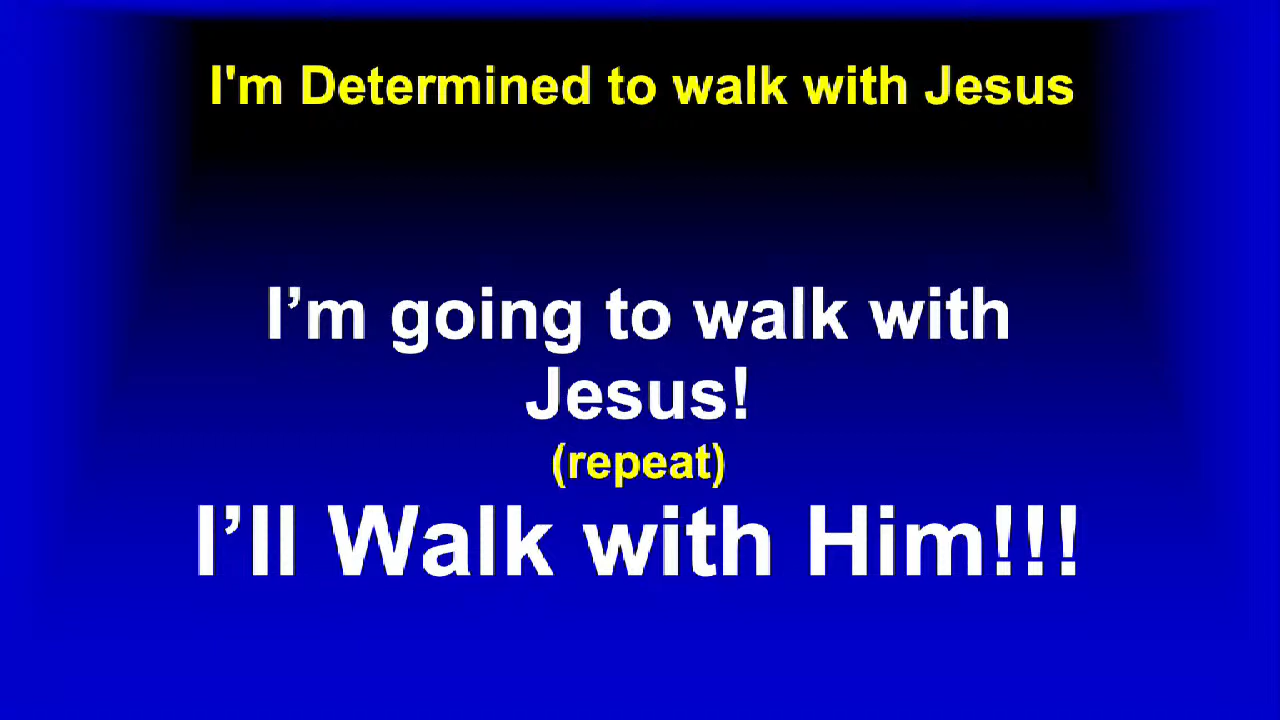 I'm Determined to walk with Jesus
I’m going to walk with
Jesus!
(repeat)
I’ll Walk with Him!!!